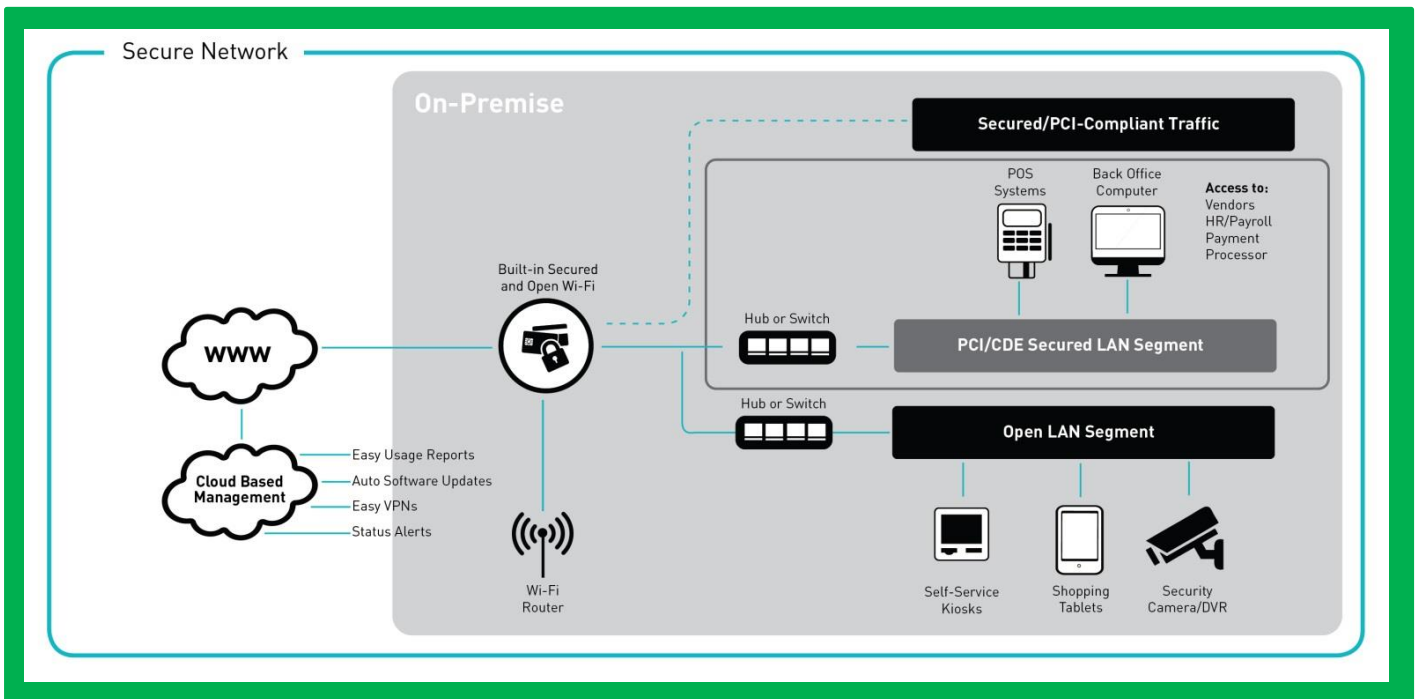 Secure Network
On-Premise
Secured/PCI-Compliant Traffic
POS
Systems
Back Office
Computer
Access to:
Vendors
HR/Payroll
Payment
Processor
Built-in Secured
and Open Wi-Fi
Hub or Switch
PCI/CDE Secured LAN Segment
WWW
Hub or Switch
Open LAN Segment
Cloud Based
Management
Easy Usage Reports
Auto Software Updates
Easy VPNs
Status Alerts
Wi-Fi
Router
Self-Service
Kiosks
Shopping
Tablets
Security
Camera/DVR